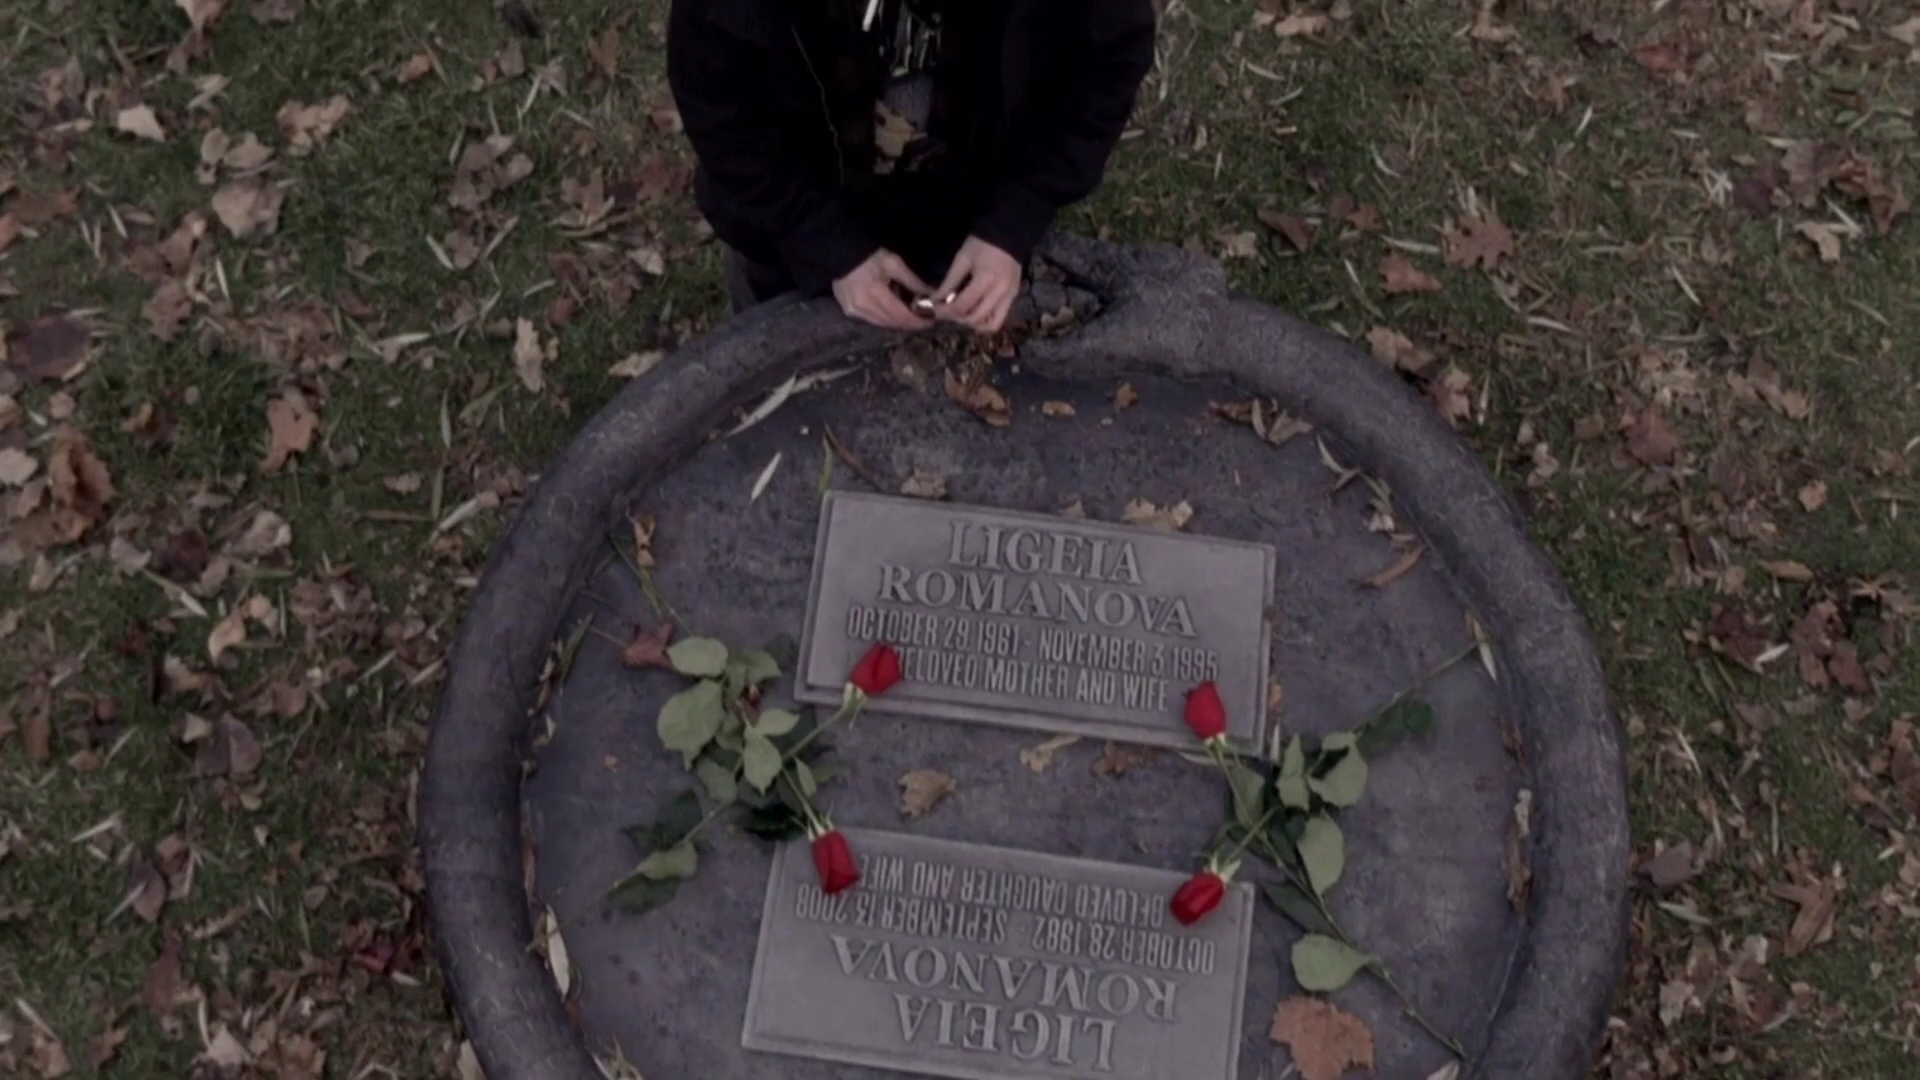 LIGEIA
ROMANOVA
OCTOBER 29, 1961 - NOVEMBER 3, 1995
BELOVED MOTHER AND WIFE
LIGEIA
ROMANOVA
OCTOBER 28, 1982 - SEPTEMBER 15, 2008
BELOVED DAUGHTER AND WIFE